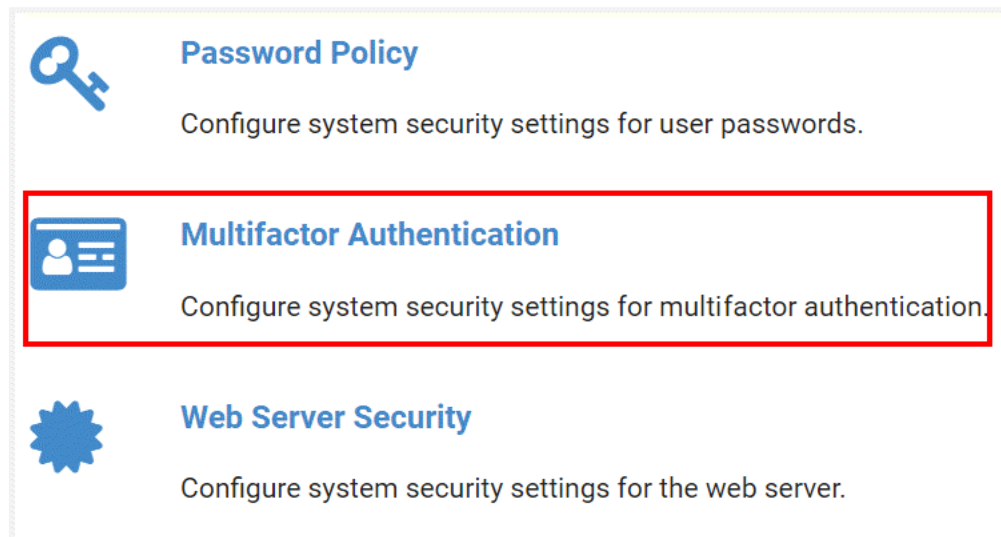 Password Policy
Configure system security settings for user passwords.
Multifactor Authentication
Configure system security settings for multifactor authentication.
Web Server Security
Configure system security settings for the web server.